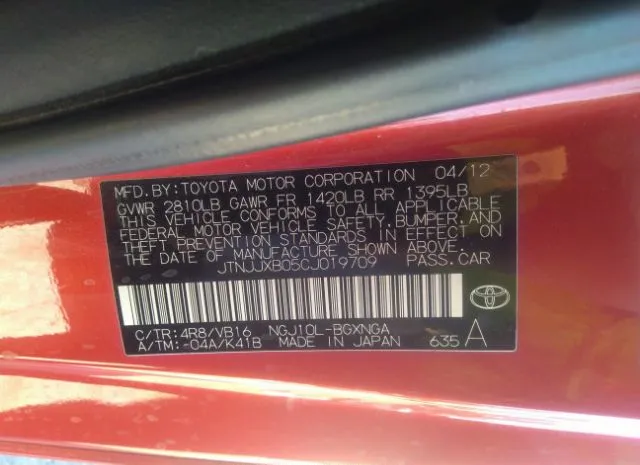 MFD.BY:TOYOTA MOTOR CORPORATION 04/12
GVWR 2810LB GAWR FR 1420LB RR 1395LB
THIS VEHICLE CONFORMS TO ALL APPLICABLE
FEDERAL MOTOR VEHICLE SAFETY,BUMPER,AND
THEFT PREVENTION STANDARDS IN EFFECT ON
THE DATE OF MANUFACTURE SHOWN ABOVE.
JTNJJXB05CJ019709 PASS.CAR
C/TR:4R8/VB16 NGJ10L-BGXNGA
A/TM:-04A/K41B MADE IN JAPAN 635 A